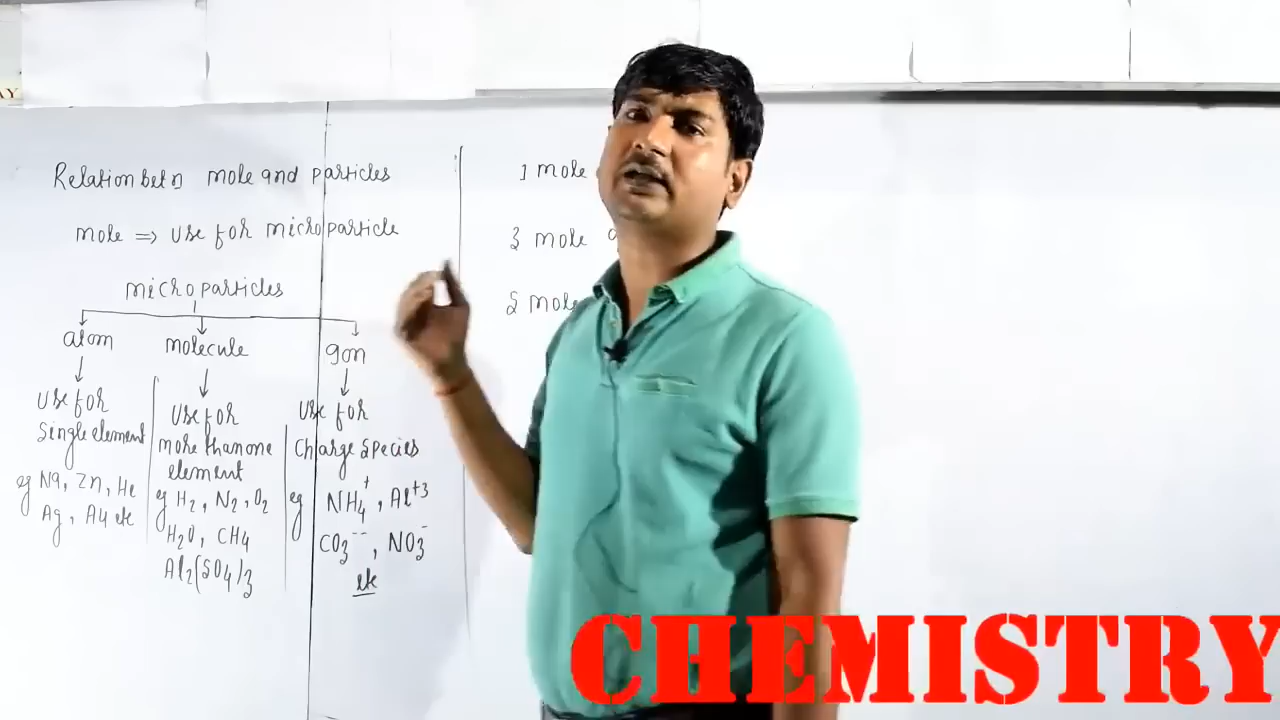 AY
Relation betn mole and particles
mole => use for microparticle
microparticles
atom
molecule
Ion
use for
single element
eg Na, Zn, He
Ag, Au etc
use for
more than one
element
eg H2, N2, O2
H2O, CH4
Al2(SO4)3
use for
Charge Species
eg NH4+, Al+3
CO3--, NO3-
etc
1 mole
3 mole
5 mole
CHEMISTRY